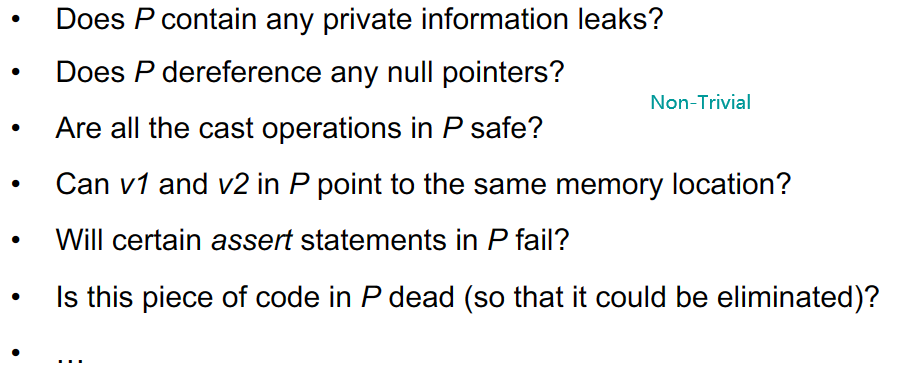 • Does P contain any private information leaks?
• Does P dereference any null pointers?
Non-Trivial
• Are all the cast operations in P safe?
• Can v1 and v2 in P point to the same memory location?
• Will certain assert statements in P fail?
• Is this piece of code in P dead (so that it could be eliminated)?
• …